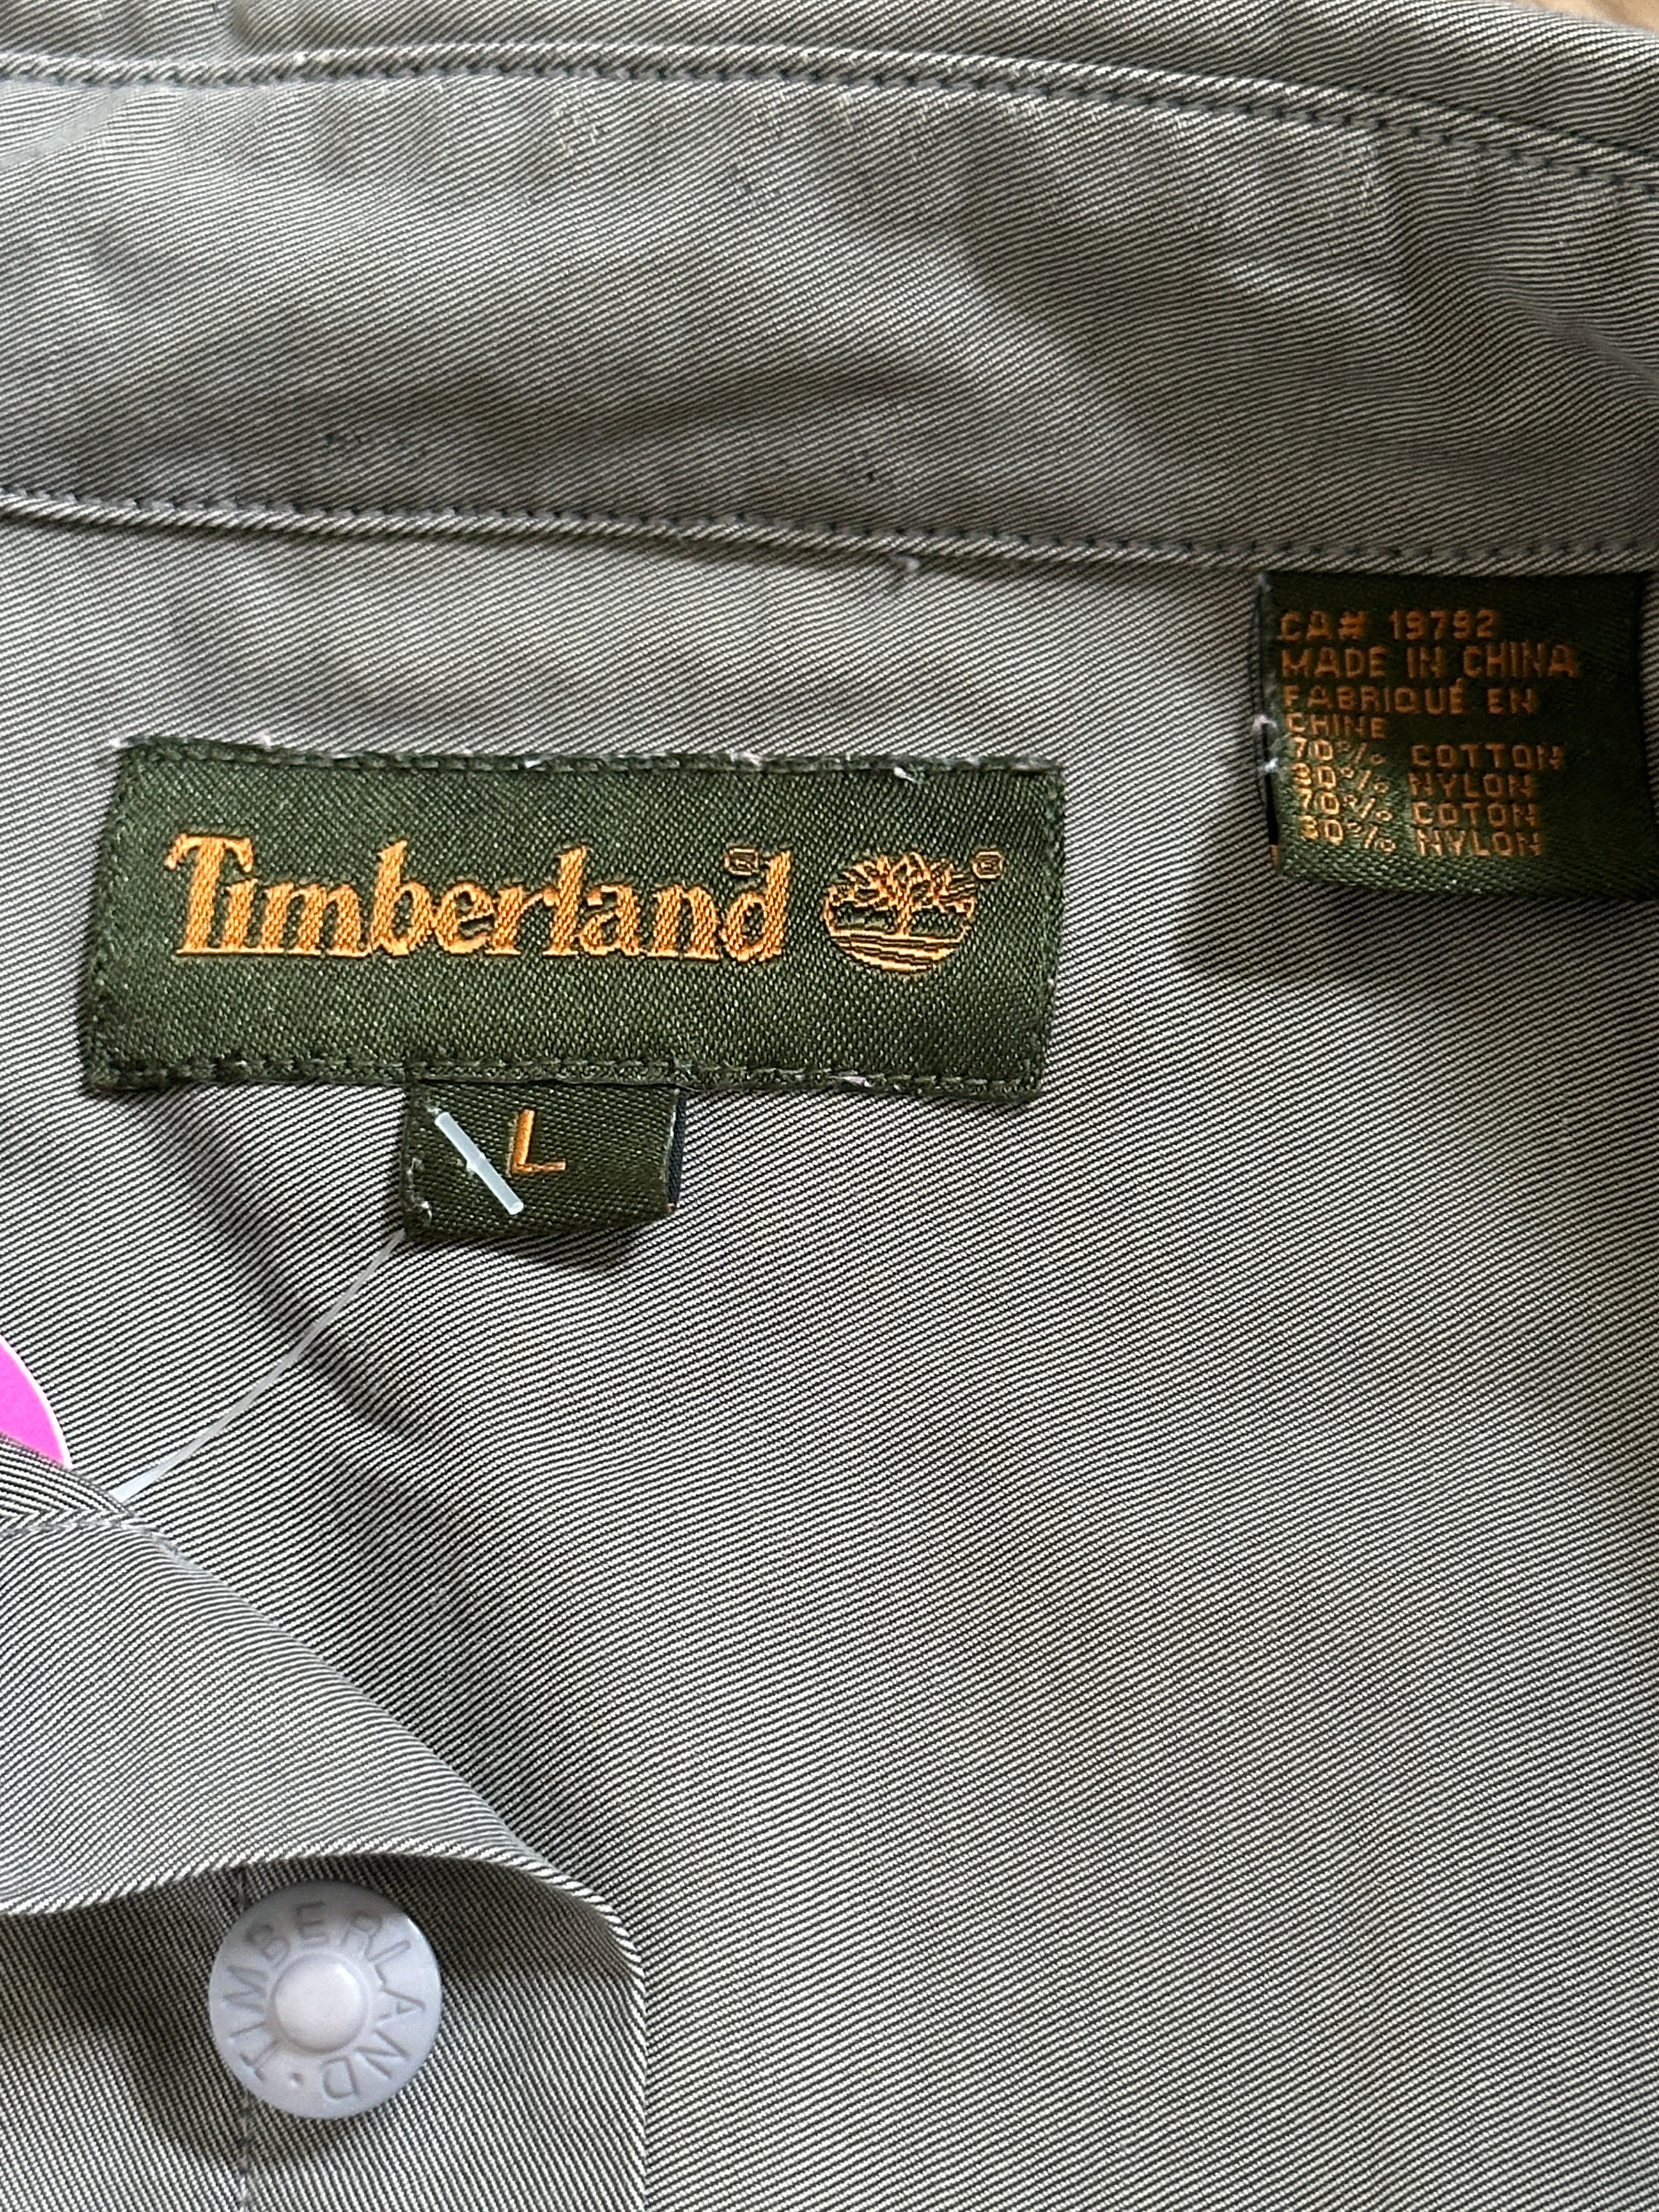 Timberland®
®
L
CA# 19792
MADE IN CHINA
FABRIQUÉ EN
CHINE
70% COTTON
30% NYLON
70% COTON
30% NYLON
TIMBERLAND •